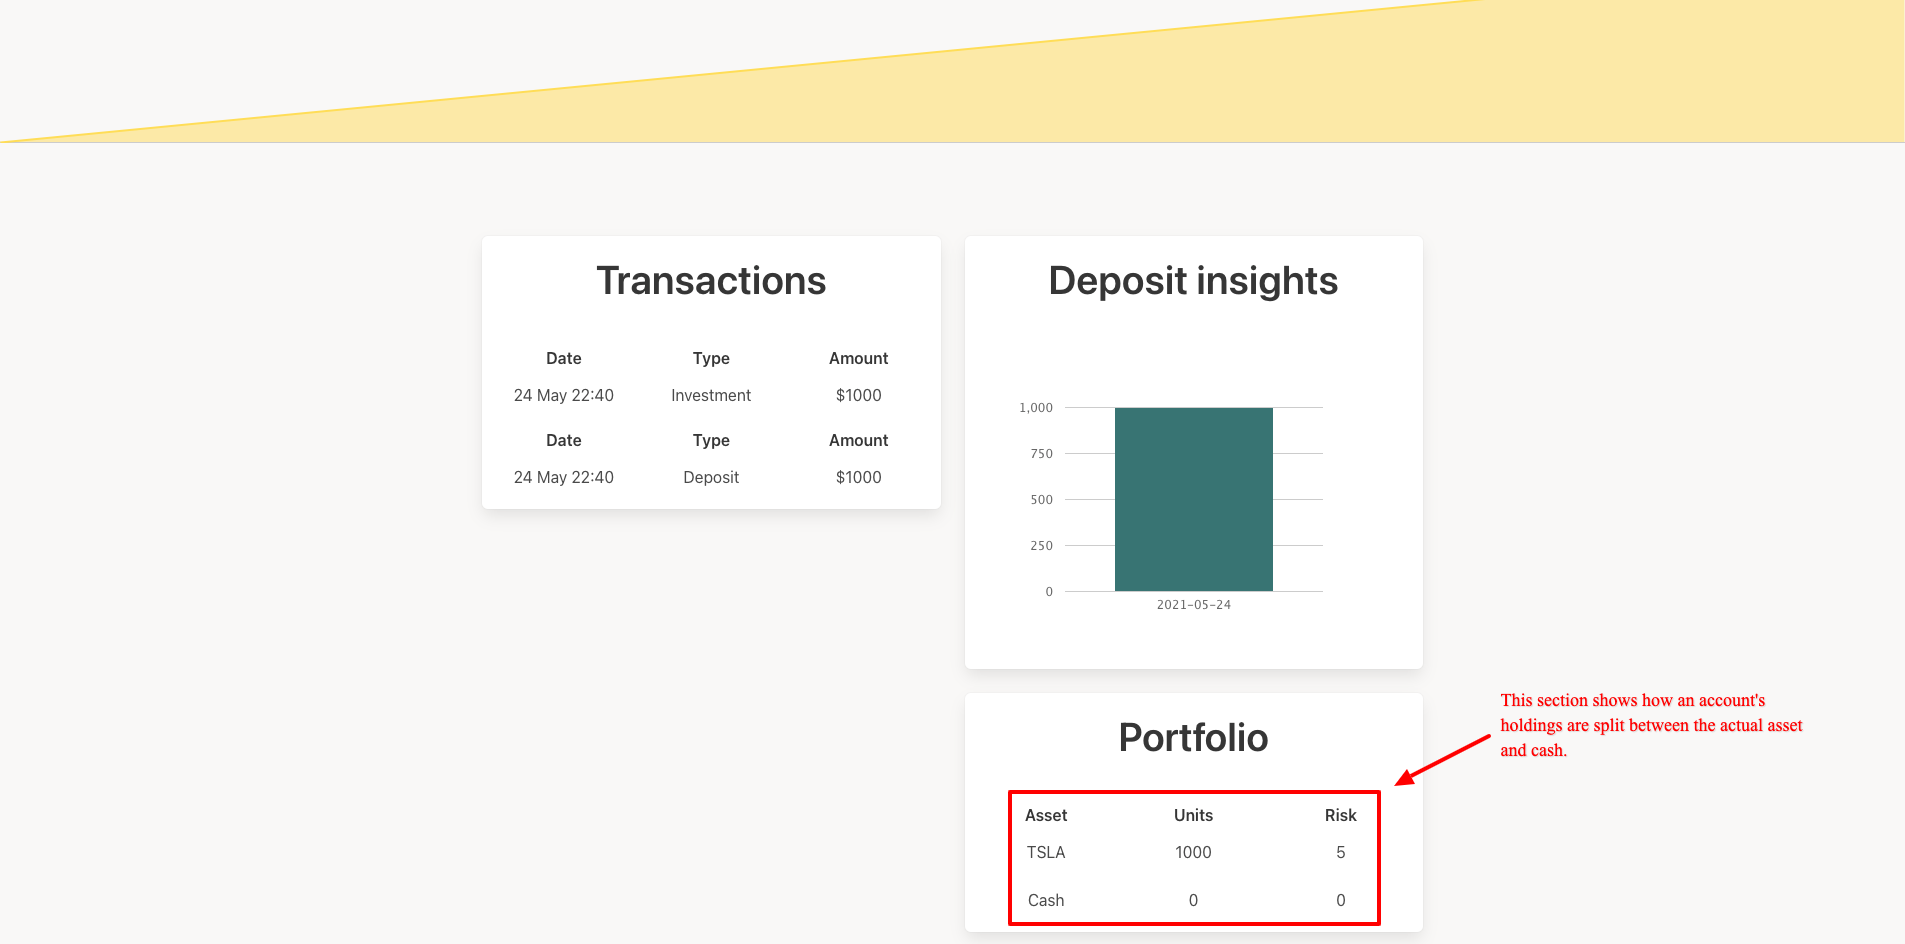 Transactions
Date Type Amount
24 May 22:40 Investment $1000
Date Type Amount
24 May 22:40 Deposit $1000
Deposit insights
1,000
750
500
250
0
2021-05-24
Portfolio
Asset Units Risk
TSLA 1000 5
Cash 0 0
This section shows how an account's
holdings are split between the actual asset
and cash.